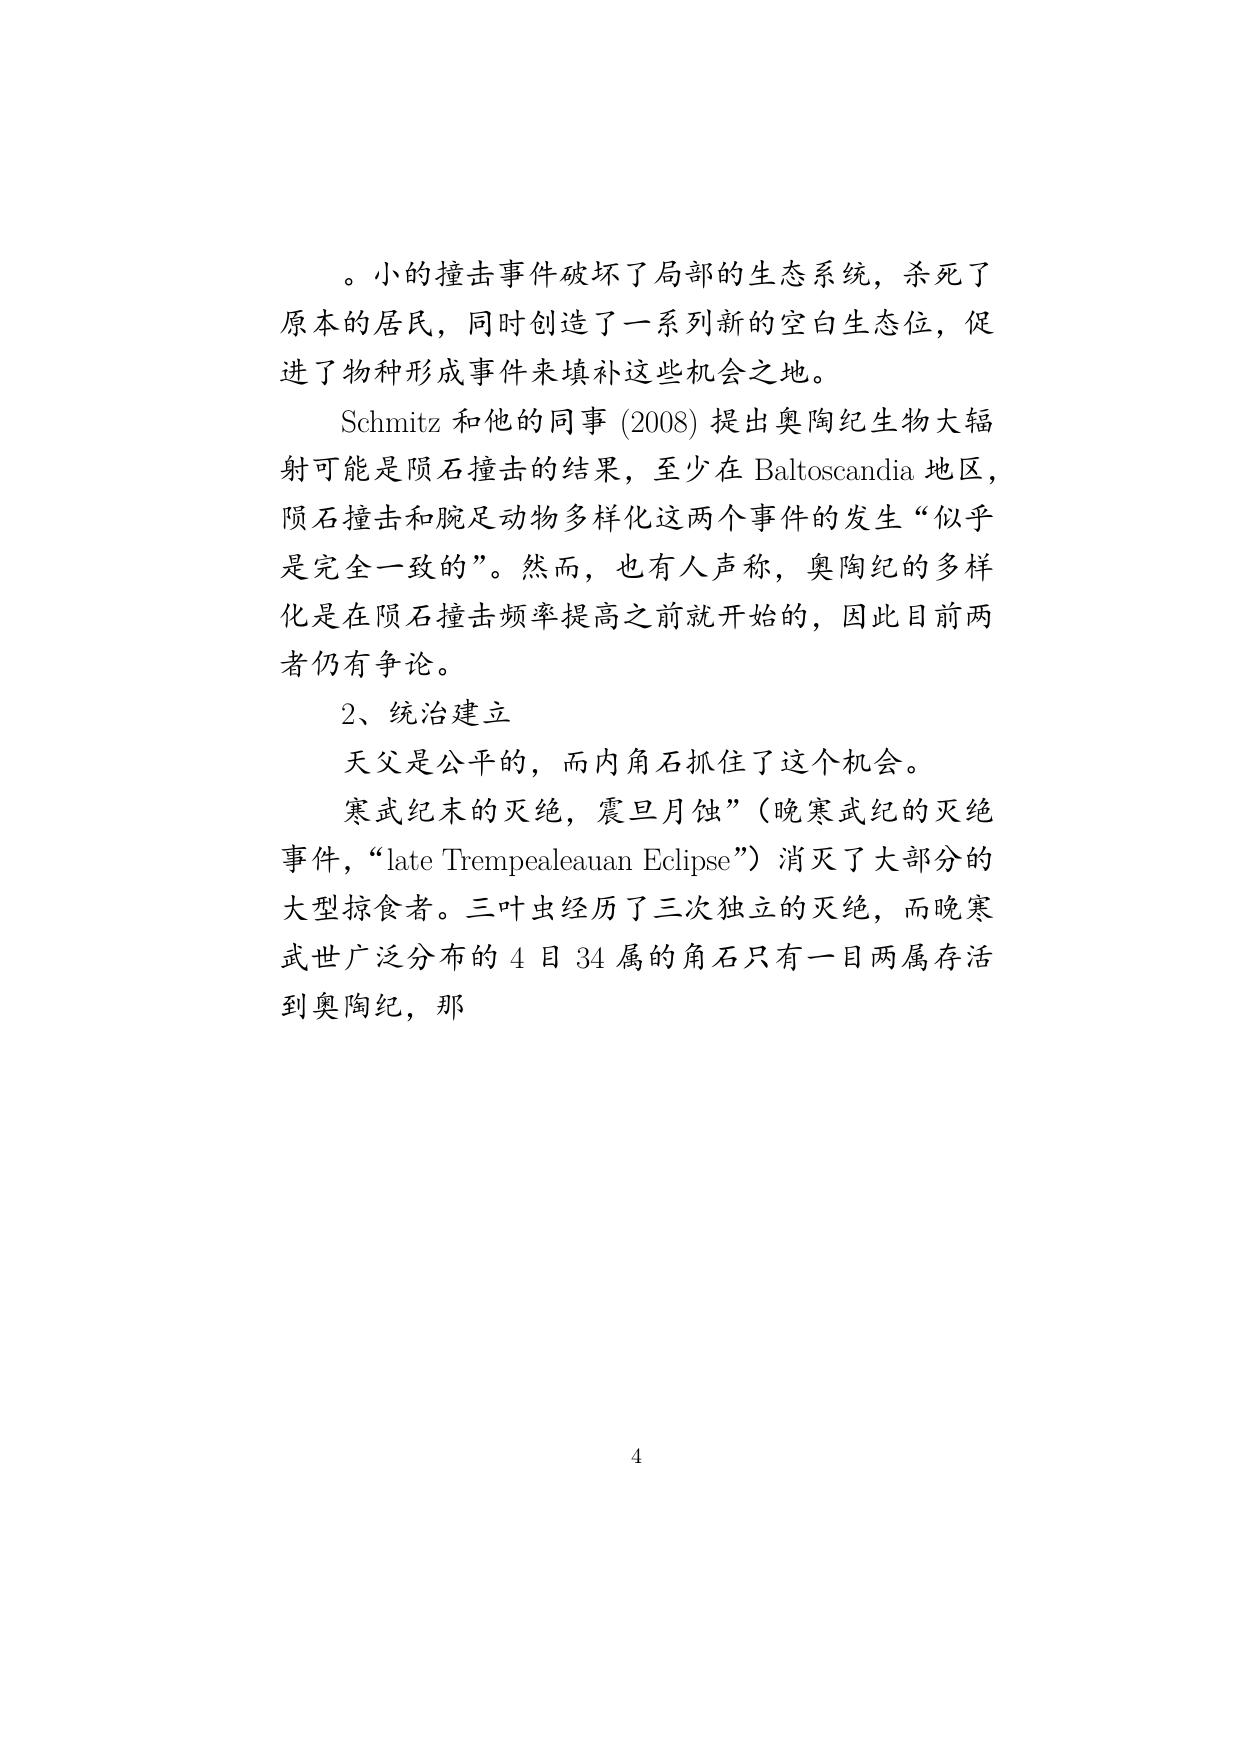 。小的撞击事件破坏了局部的生态系统，杀死了
原本的居民，同时创造了一系列新的空白生态位，促
进了物种形成事件来填补这些机会之地。
Schmitz 和他的同事 (2008) 提出奥陶纪生物大辐
射可能是陨石撞击的结果，至少在 Baltoscandia 地区，
陨石撞击和腕足动物多样化这两个事件的发生“似乎
是完全一致的”。然而，也有人声称，奥陶纪的多样
化是在陨石撞击频率提高之前就开始的，因此目前两
者仍有争论。
2、统治建立
天父是公平的，而内角石抓住了这个机会。
寒武纪末的灭绝，震旦月蚀”（晚寒武纪的灭绝
事件，“late Trempealeauan Eclipse”）消灭了大部分的
大型掠食者。三叶虫经历了三次独立的灭绝，而晚寒
武世广泛分布的 4 目 34 属的角石只有一目两属存活
到奥陶纪，那
4